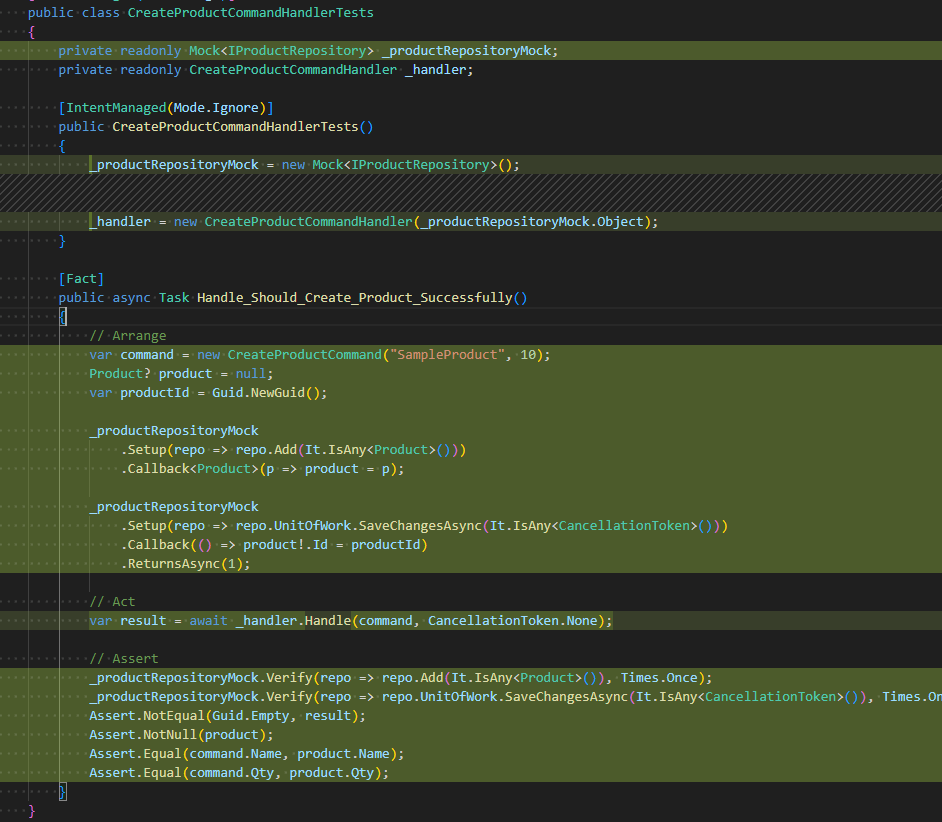 public class CreateProductCommandHandlerTests
{
private readonly Mock<IProductRepository> _productRepositoryMock;
private readonly CreateProductCommandHandler _handler;
[IntentManaged(Mode.Ignore)]
public CreateProductCommandHandlerTests()
{
_productRepositoryMock = new Mock<IProductRepository>();
_handler = new CreateProductCommandHandler(_productRepositoryMock.Object);
}
[Fact]
public async Task Handle_Should_Create_Product_Successfully()
{
// Arrange
var command = new CreateProductCommand("SampleProduct", 10);
Product? product = null;
var productId = Guid.NewGuid();
_productRepositoryMock
.Setup(repo => repo.Add(It.IsAny<Product>()))
.Callback<Product>(p => product = p);
_productRepositoryMock
.Setup(repo => repo.UnitOfWork.SaveChangesAsync(It.IsAny<CancellationToken>()))
.Callback(() => product!.Id = productId)
.ReturnsAsync(1);
// Act
var result = await _handler.Handle(command, CancellationToken.None);
// Assert
_productRepositoryMock.Verify(repo => repo.Add(It.IsAny<Product>()), Times.Once);
_productRepositoryMock.Verify(repo => repo.UnitOfWork.SaveChangesAsync(It.IsAny<CancellationToken>()), Times.On
Assert.NotEqual(Guid.Empty, result);
Assert.NotNull(product);
Assert.Equal(command.Name, product.Name);
Assert.Equal(command.Qty, product.Qty);
}
}